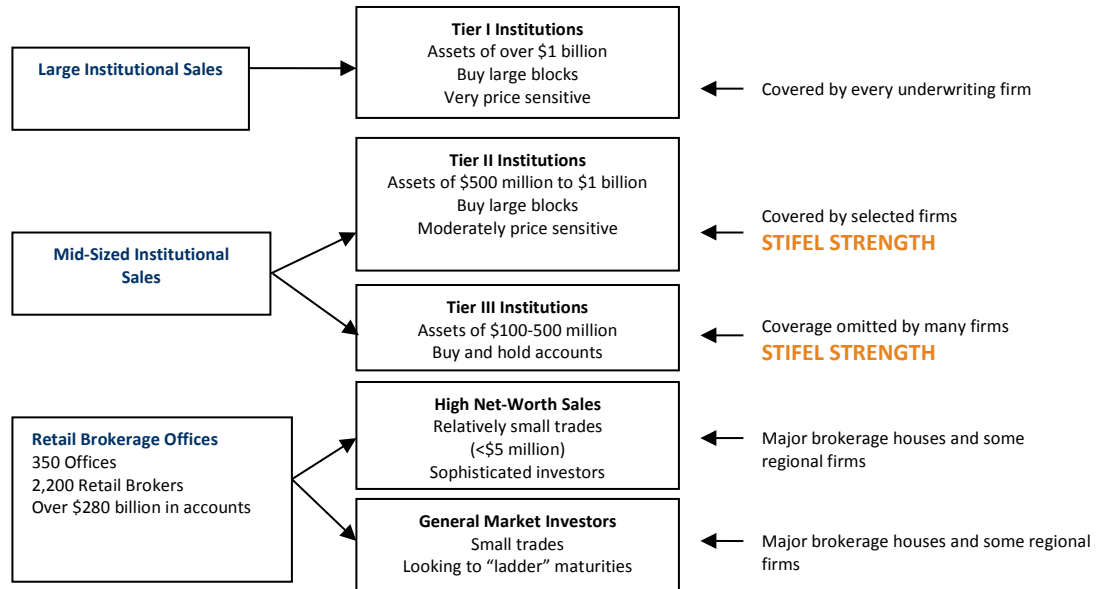 Large Institutional Sales
Tier I Institutions
Assets of over $1 billion
Buy large blocks
Very price sensitive
Covered by every underwriting firm
Mid-Sized Institutional
Sales
Tier II Institutions
Assets of $500 million to $1 billion
Buy large blocks
Moderately price sensitive
Covered by selected firms
STIFEL STRENGTH
Tier III Institutions
Assets of $100-500 million
Buy and hold accounts
Coverage omitted by many firms
STIFEL STRENGTH
Retail Brokerage Offices
350 Offices
2,200 Retail Brokers
Over $280 billion in accounts
High Net-Worth Sales
Relatively small trades
(<$5 million)
Sophisticated investors
Major brokerage houses and some
regional firms
General Market Investors
Small trades
Looking to “ladder” maturities
Major brokerage houses and some regional
firms